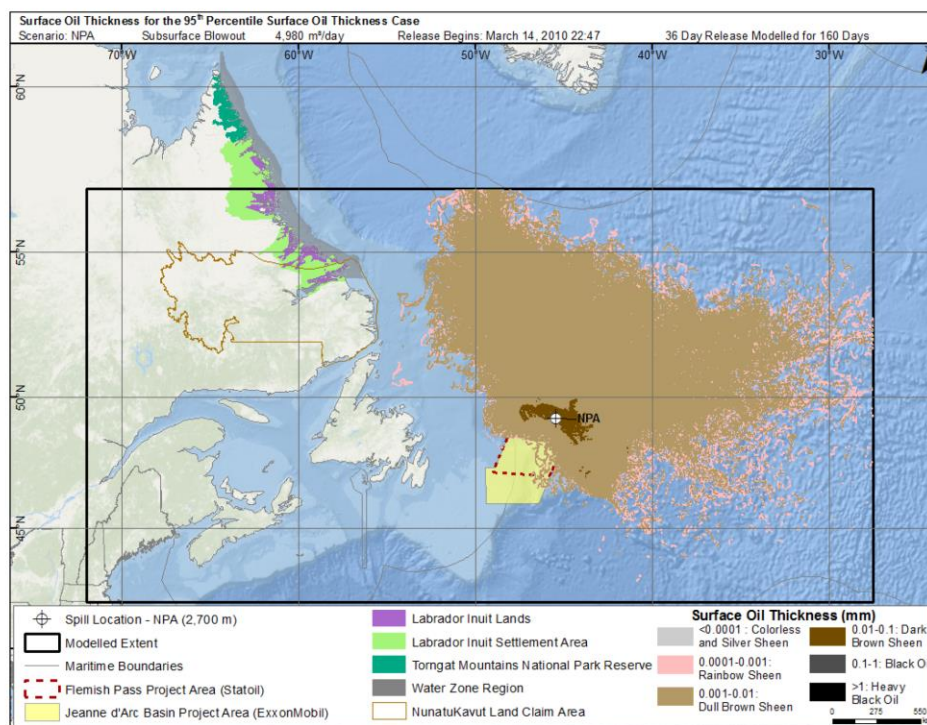 Surface Oil Thickness for the 95th Percentile Surface Oil Thickness Case
Scenario: NPA Subsurface Blowout 4,980 m³/day Release Begins: March 14, 2010 22:47 36 Day Release Modelled for 160 Days
70°W 60°W 50°W 40°W 30°W
60°N
55°N
50°N
NPA
45°N
Spill Location - NPA (2,700 m)
Modelled Extent
Maritime Boundaries
Flemish Pass Project Area (Statoil)
Jeanne d'Arc Basin Project Area (ExxonMobil)
Labrador Inuit Lands
Labrador Inuit Settlement Area
Torngat Mountains National Park Reserve
Water Zone Region
NunatuKavut Land Claim Area
Surface Oil Thickness (mm)
<0.0001 : Colorless
and Silver Sheen
0.0001-0.001:
Rainbow Sheen
0.001-0.01:
Dull Brown Sheen
0.01-0.1: Dark
Brown Sheen
0.1-1: Black O
>1: Heavy
Black Oil
0 275 550